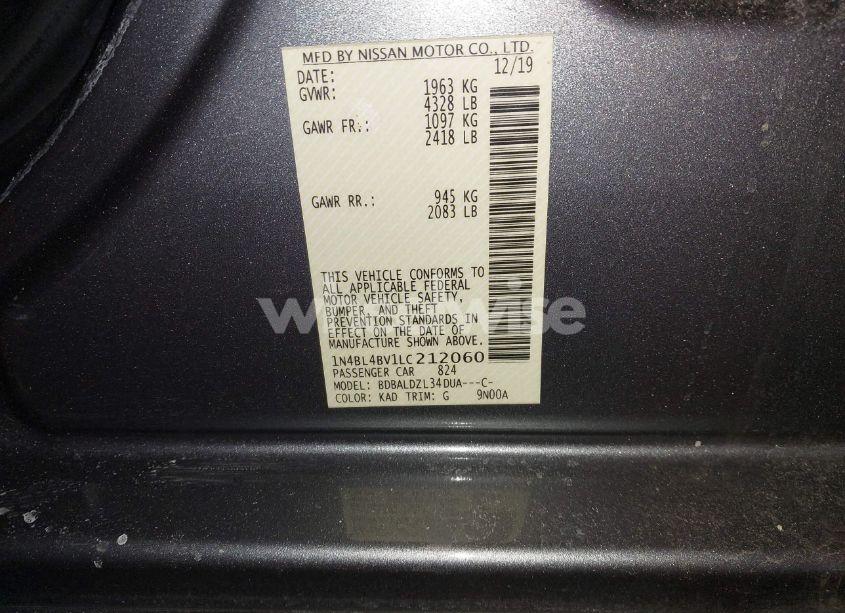 MFD BY NISSAN MOTOR CO., LTD.
DATE: 12/19
GVWR: 1963 KG
4328 LB
GAWR FR.: 1097 KG
2418 LB
GAWR RR.: 945 KG
2083 LB
THIS VEHICLE CONFORMS TO
ALL APPLICABLE FEDERAL
MOTOR VEHICLE SAFETY,
BUMPER, AND THEFT
PREVENTION STANDARDS IN
EFFECT ON THE DATE OF
MANUFACTURE SHOWN ABOVE.
1N4BL4BV1LC212060
PASSENGER CAR 824
MODEL: BDBALDZL34DUA---C-
COLOR: KAD TRIM: G 9N00A